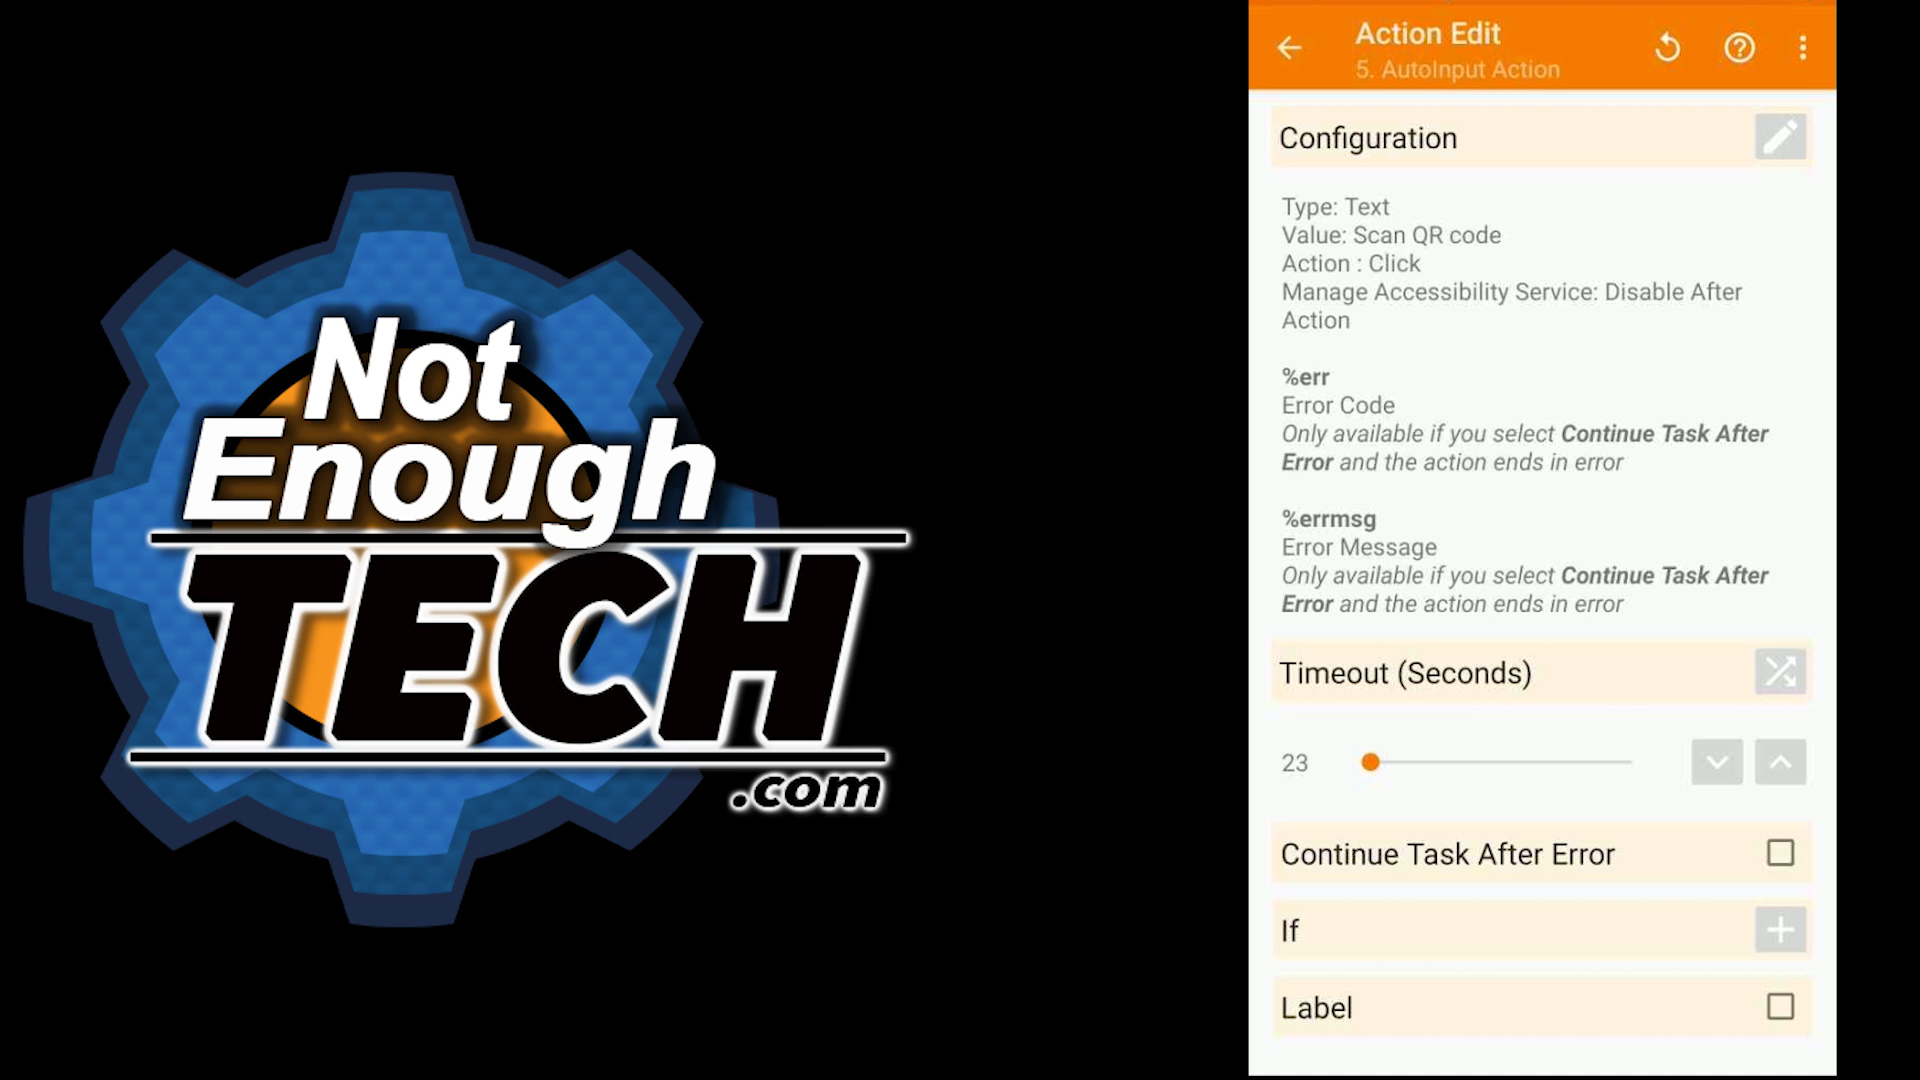 Not
Enough
TECH
.com
Action Edit
5. AutoInput Action
Configuration
Type: Text
Value: Scan QR code
Action : Click
Manage Accessibility Service: Disable After
Action
%err
Error Code
Only available if you select Continue Task After
Error and the action ends in error
%errmsg
Error Message
Only available if you select Continue Task After
Error and the action ends in error
Timeout (Seconds)
23
Continue Task After Error
If
Label